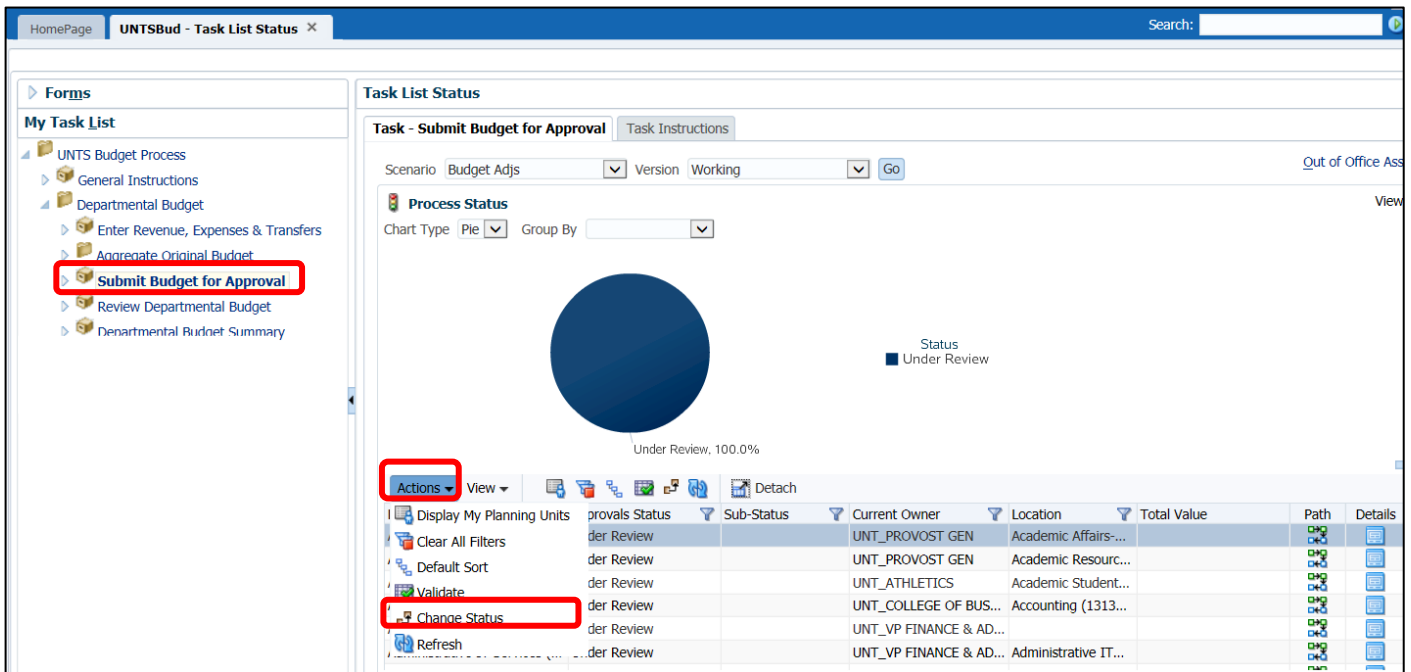 HomePage UNTSBud - Task List Status × Search:
Forms
My Task List
UNTS Budget Process
General Instructions
Departmental Budget
Enter Revenue, Expenses & Transfers
Aggregate Original Budget
Submit Budget for Approval
Review Departmental Budget
Departmental Budget Summary
Task List Status
Task - Submit Budget for Approval Task Instructions
Scenario Budget Adjs Version Working Go Out of Office Ass
Process Status View
Chart Type Pie Group By
Status
Under Review
Under Review, 100.0%
Actions View Detach
Display My Planning Units
Clear All Filters
Default Sort
Validate
Change Status
Refresh
provals Status Sub-Status Current Owner Location Total Value Path Details
der Review UNT_PROVOST GEN Academic Affairs-...
der Review UNT_PROVOST GEN Academic Resourc...
der Review UNT_ATHLETICS Academic Student...
der Review UNT_COLLEGE OF BUS... Accounting (1313...
der Review UNT_VP FINANCE & AD...
der Review UNT_VP FINANCE & AD... Administrative IT...